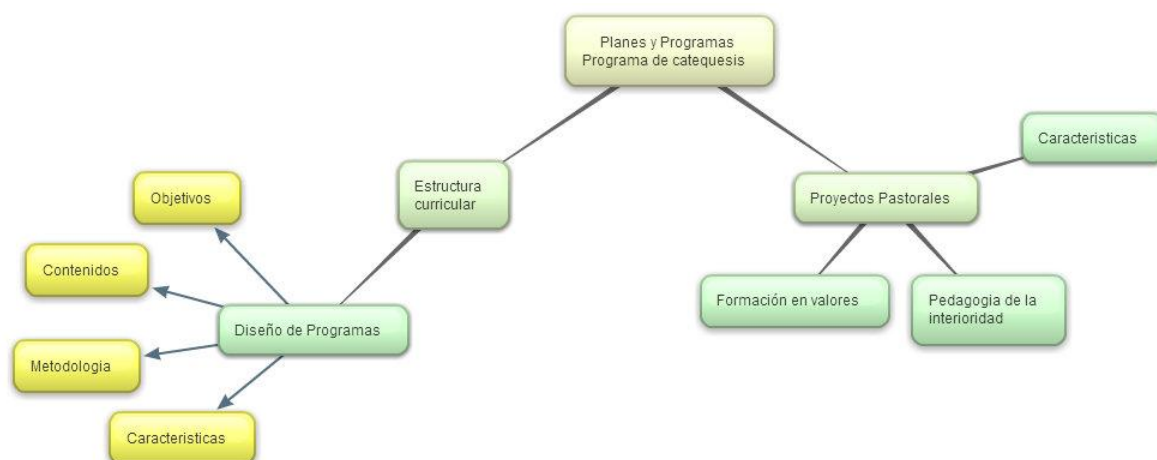 Planes y Programas
Programa de catequesis
Caracteristicas
Estructura
curricular
Proyectos Pastorales
Objetivos
Contenidos
Formación en valores
Pedagogia de la
interioridad
Diseño de Programas
Metodologia
Caracteristicas